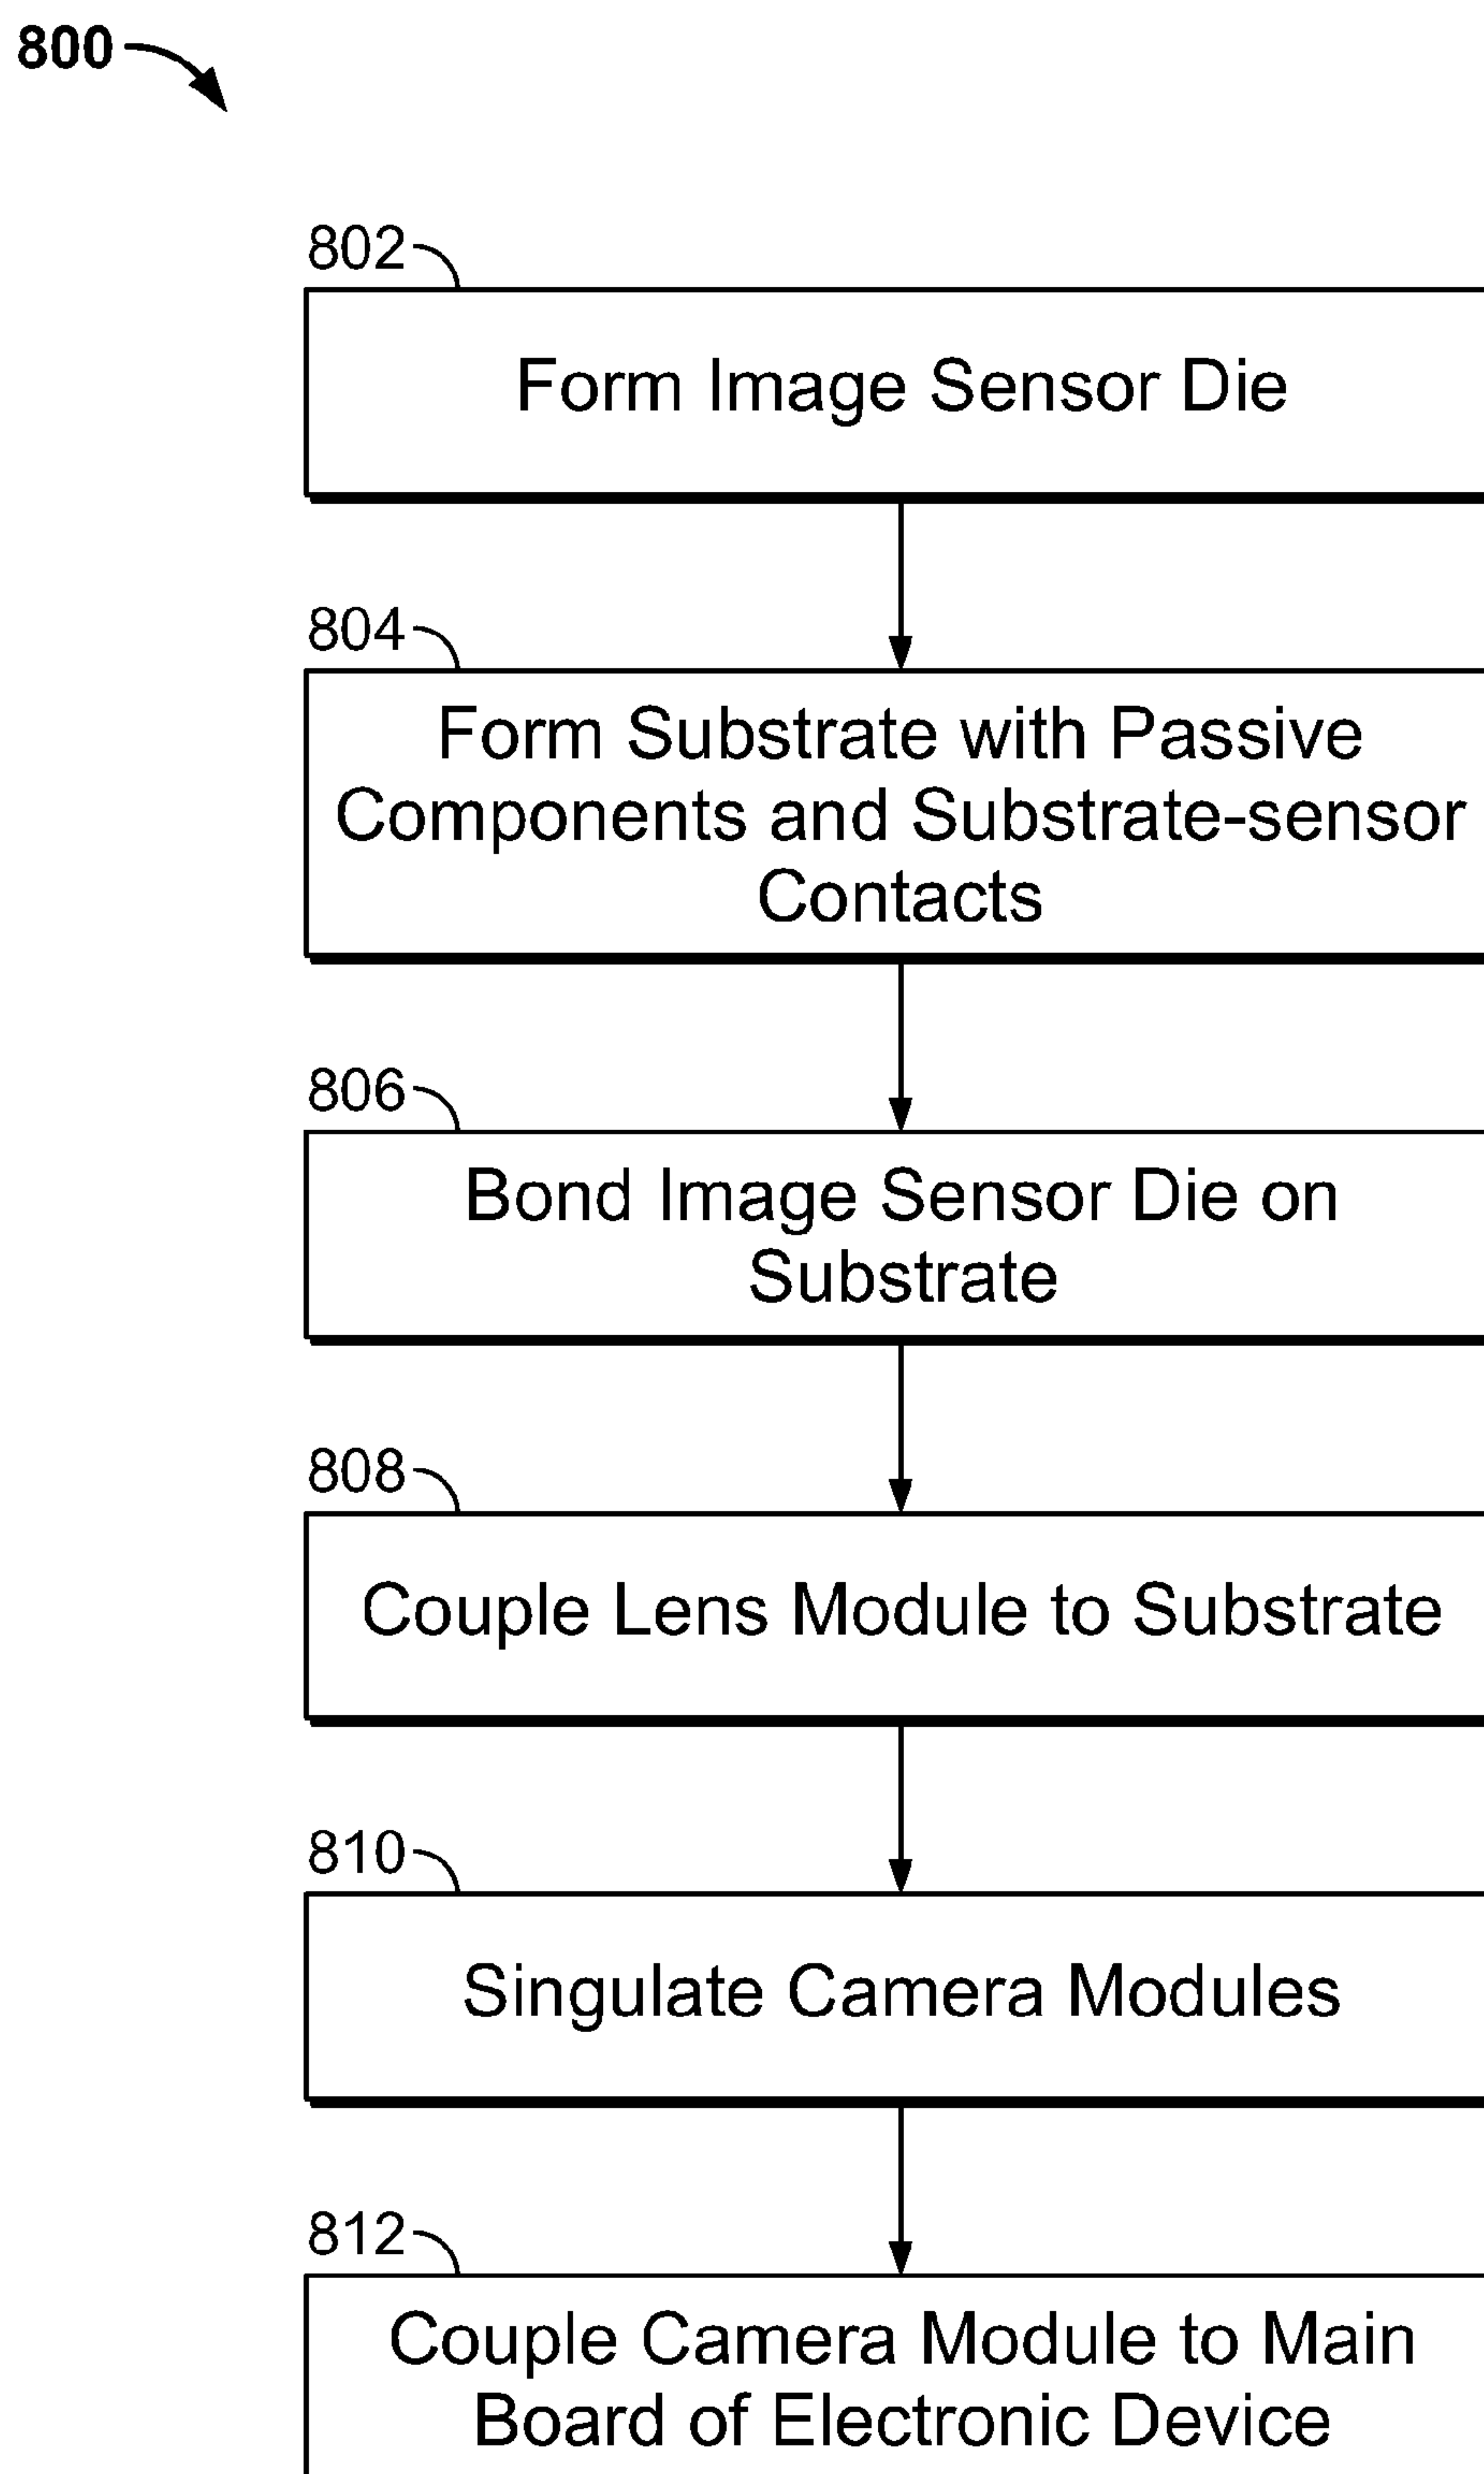 800
802
Form Image Sensor Die
804
Form Substrate with Passive
Components and Substrate-sensor
Contacts
806
Bond Image Sensor Die on
Substrate
808
Couple Lens Module to Substrate
810
Singulate Camera Modules
812
Couple Camera Module to Main
Board of Electronic Device